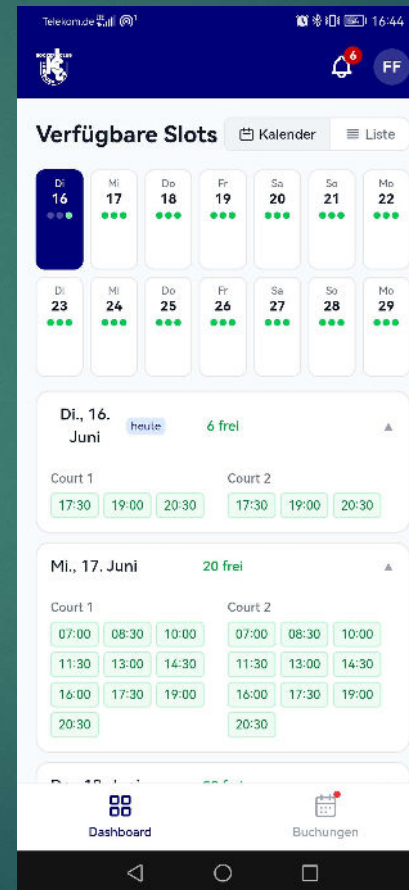 Telekom.de 16:44
6
FF
Verfügbare Slots Kalender Liste
Di Mi Do Fr Sa So Mo
16 17 18 19 20 21 22
Di Mi Do Fr Sa So Mo
23 24 25 26 27 28 29
Di., 16. Juni heute 6 frei
Court 1 Court 2
17:30 19:00 20:30 17:30 19:00 20:30
Mi., 17. Juni 20 frei
Court 1 Court 2
07:00 08:30 10:00 07:00 08:30 10:00
11:30 13:00 14:30 11:30 13:00 14:30
16:00 17:30 19:00 16:00 17:30 19:00
20:30 20:30
Dashboard Buchungen